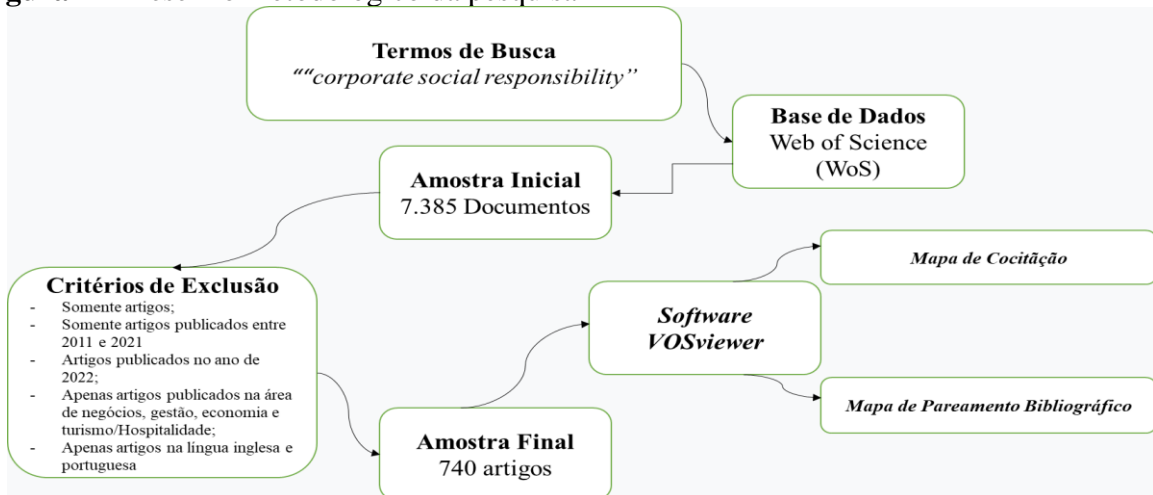 Termos de Busca
““corporate social responsibility”
Base de Dados
Web of Science
(WoS)
Amostra Inicial
7.385 Documentos
Critérios de Exclusão
- Somente artigos;
- Somente artigos publicados entre
2011 e 2021
- Artigos publicados no ano de
2022;
- Apenas artigos publicados na área
de negócios, gestão, economia e
turismo/Hospitalidade;
- Apenas artigos na língua inglesa e
portuguesa
Amostra Final
740 artigos
Software
VOSviewer
Mapa de Cocitãção
Mapa de Pareamento Bibliográfico